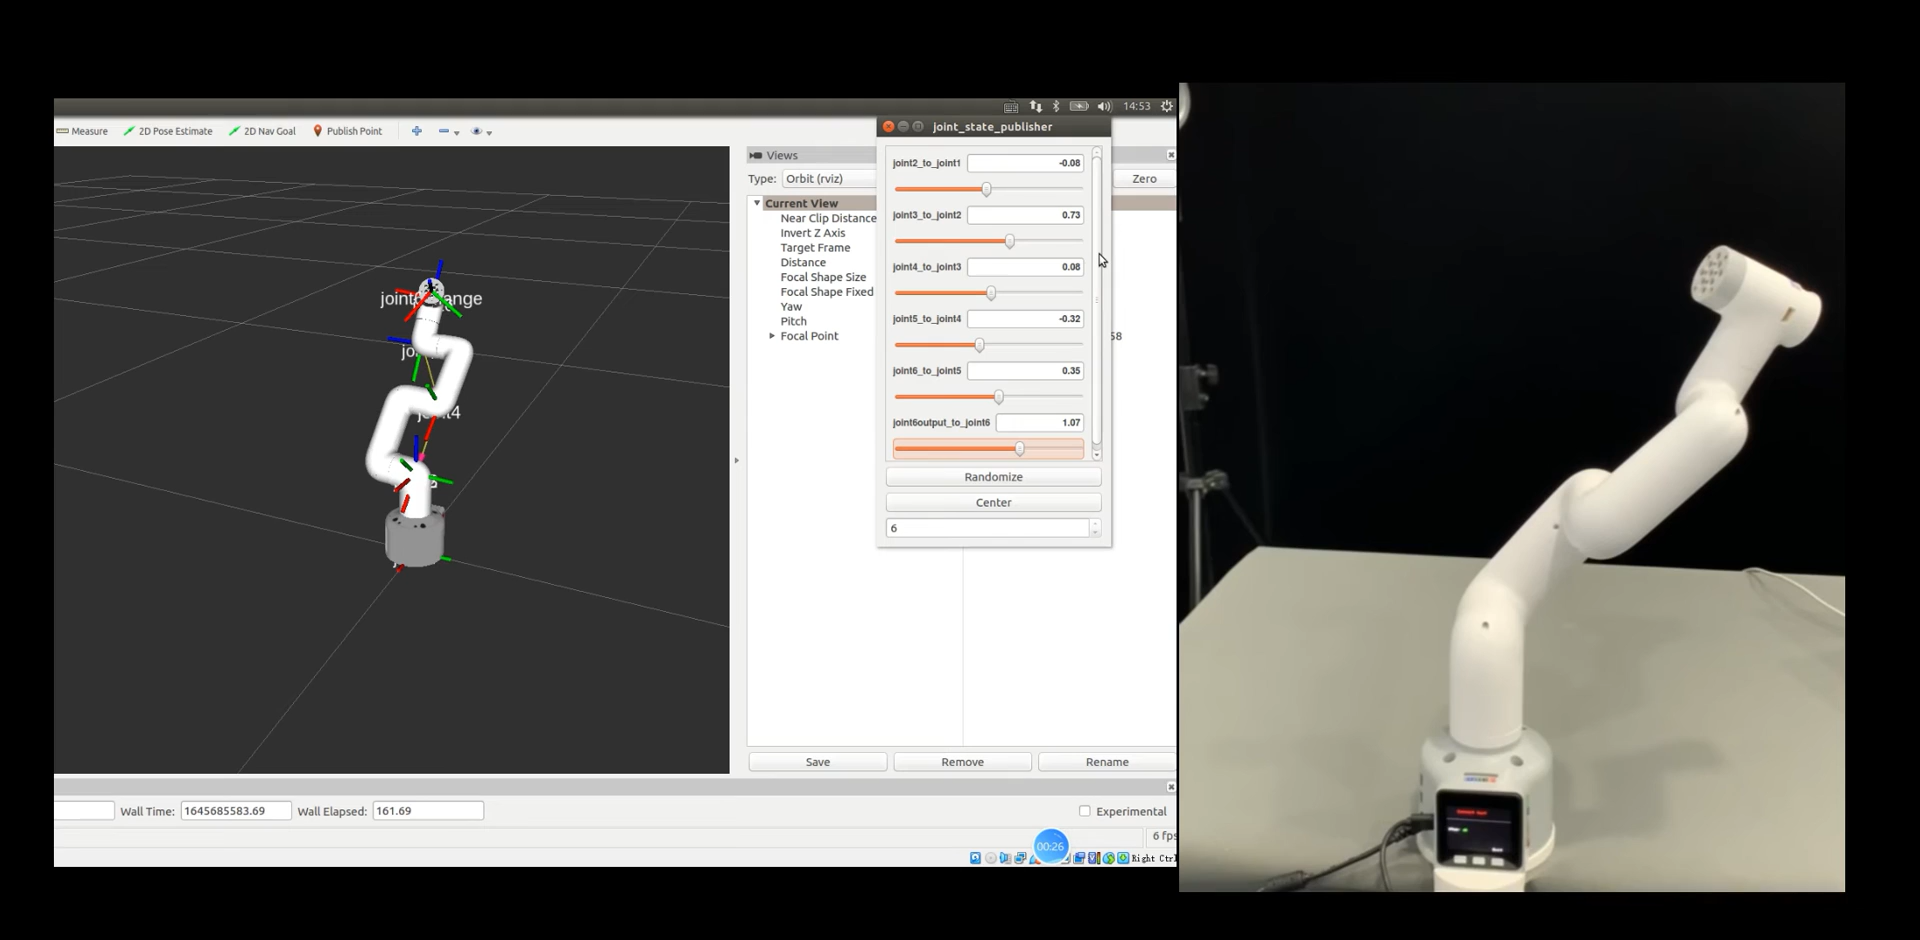 14:53
Measure
2D Pose Estimate
2D Nav Goal
Publish Point
joint_state_publisher
Views
Type:
Orbit (rviz)
Zero
Current View
Near Clip Distance
Invert Z Axis
Target Frame
Distance
Focal Shape Size
Focal Shape Fixed
Yaw
Pitch
Focal Point
58
joint2_to_joint1
-0.08
joint3_to_joint2
0.73
joint4_to_joint3
0.08
joint5_to_joint4
-0.32
joint6_to_joint5
0.35
joint6output_to_joint6
1.07
Randomize
Center
6
Save
Remove
Rename
Wall Time:
1645685583.69
Wall Elapsed:
161.69
Experimental
6 fps
00:26
Right Ctrl